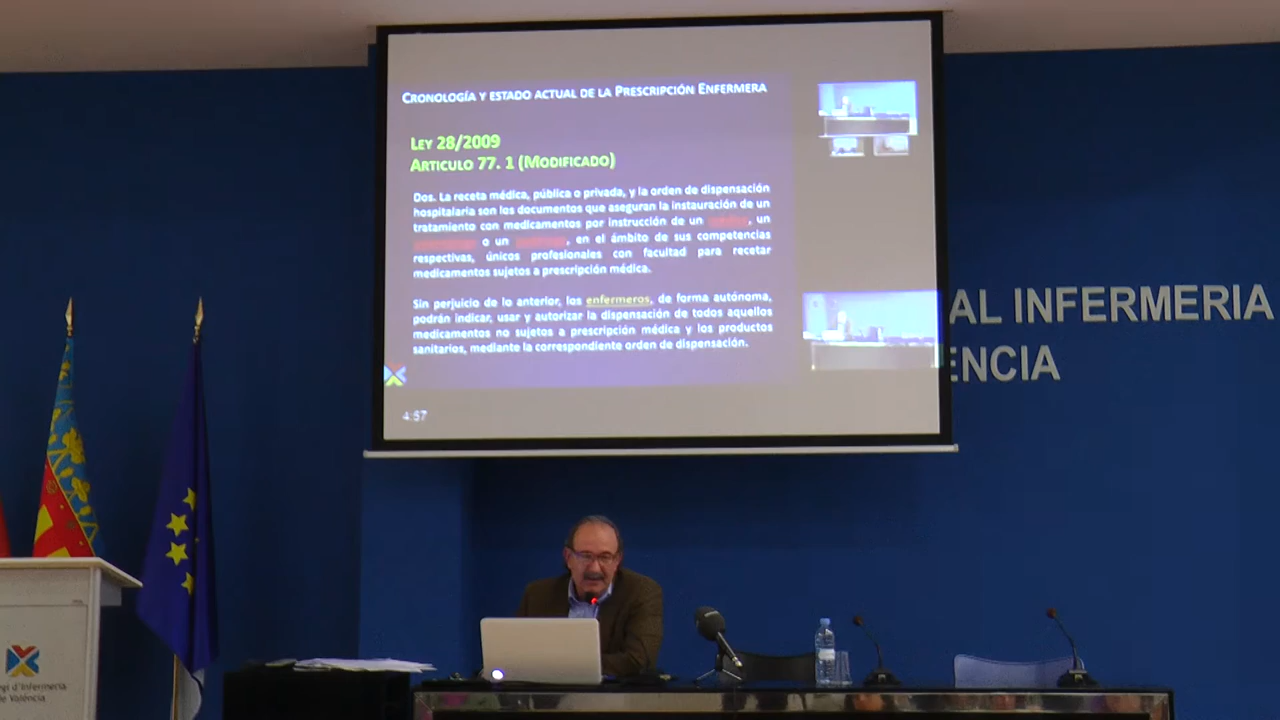 Cronología y estado actual de la Prescripción Enfermera
Ley 28/2009
Articulo 77. 1 (Modificado)
Dos. La receta médica, pública o privada, y la orden de dispensación
hospitalaria son los documentos que aseguran la instauración de un
tratamiento con medicamentos por instrucción de un , un
o un , en el ámbito de sus competencias
respectivas, únicos profesionales con facultad para recetar
medicamentos sujetos a prescripción médica.
Sin perjuicio de lo anterior, los enfermeros, de forma autónoma,
podrán indicar, usar y autorizar la dispensación de todos aquellos
medicamentos no sujetos a prescripción médica y los productos
sanitarios, mediante la correspondiente orden de dispensación.
4:57
AL INFERMERIA
ENCIA
egi d'Infermeria
de València